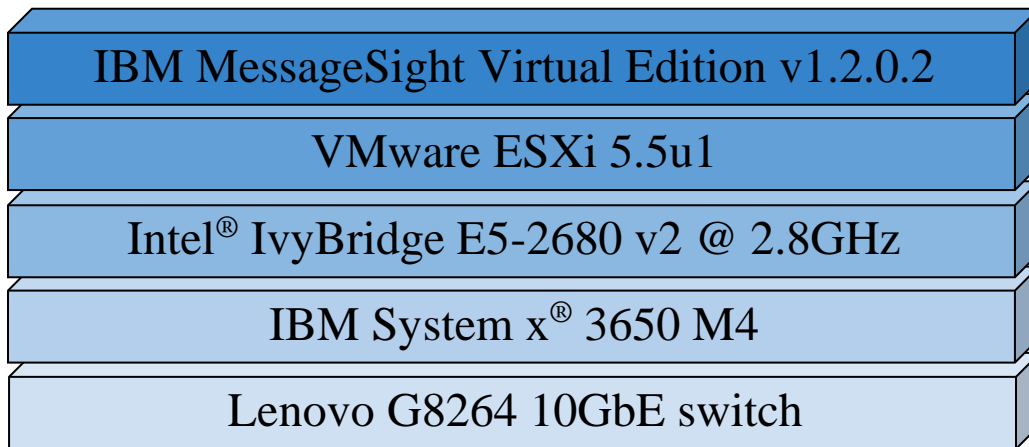 IBM MessageSight Virtual Edition v1.2.0.2
VMware ESXi 5.5u1
Intel® IvyBridge E5-2680 v2 @ 2.8GHz
IBM System x® 3650 M4
Lenovo G8264 10GbE switch